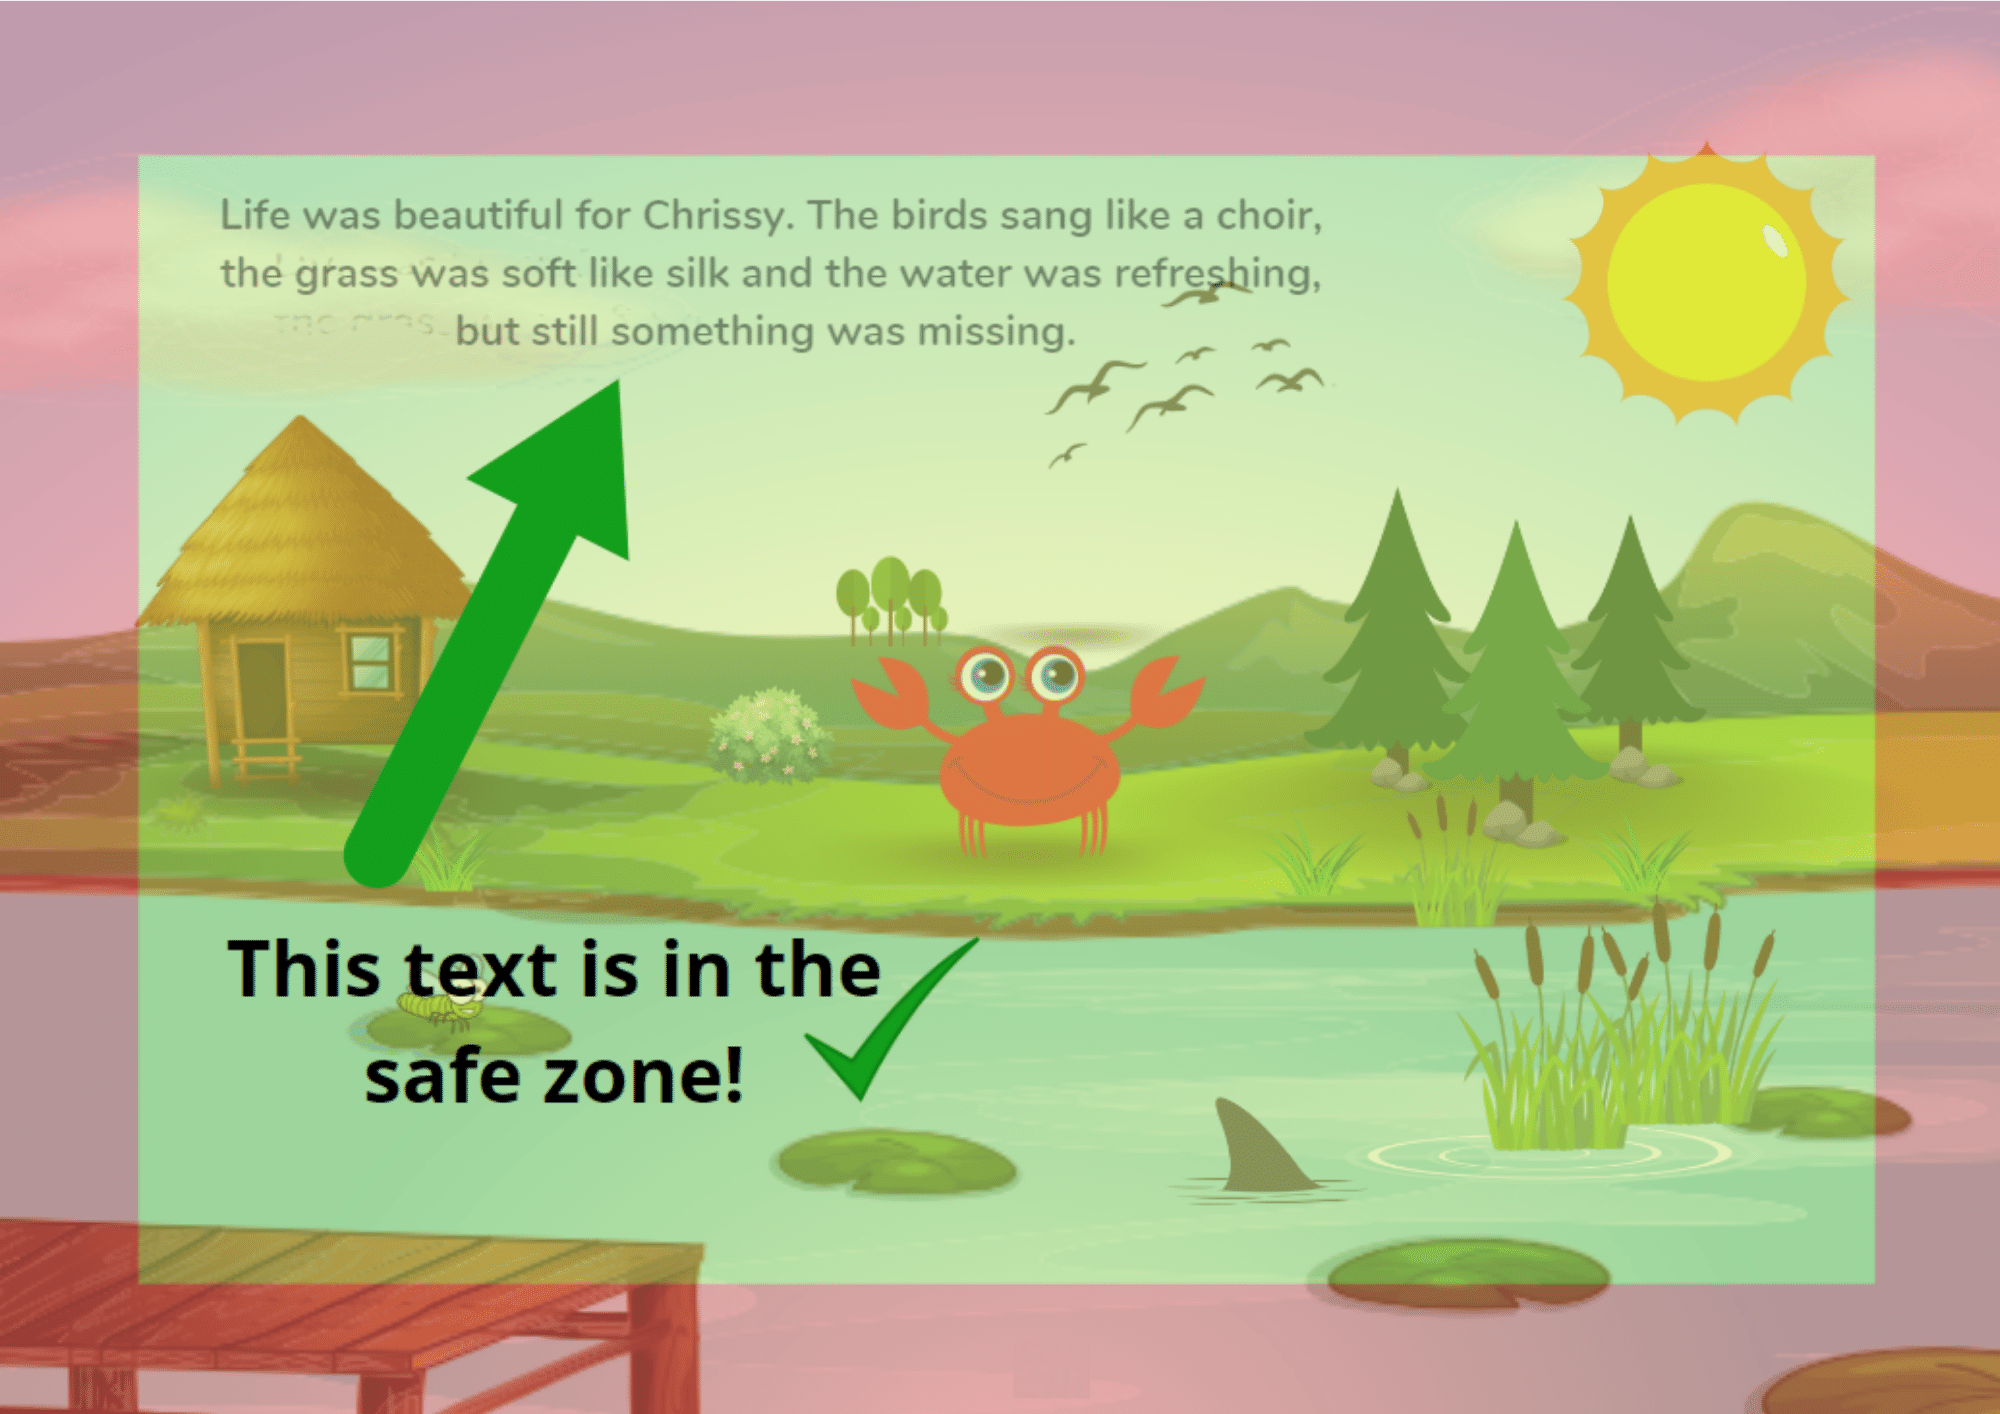 Life was beautiful for Chrissy. The birds sang like a choir,
the grass was soft like silk and the water was refreshing,
but still something was missing.
This text is in the
safe zone!